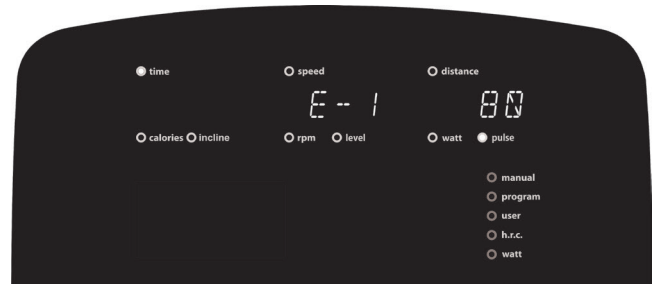 time speed distance
E-1 80
calories incline rpm level watt pulse
manual
program
user
h.r.c.
watt